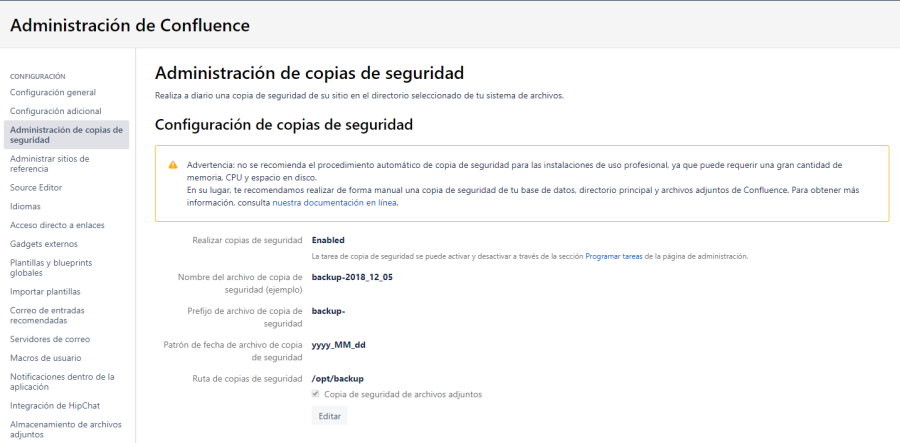 Administración de Confluence
CONFIGURACIÓN
Configuración general
Configuración adicional
Administración de copias de
seguridad
Administrar sitios de
referencia
Source Editor
Idiomas
Acceso directo a enlaces
Gadgets externos
Plantillas y blueprints
globales
Importar plantillas
Correo de entradas
recomendadas
Servidores de correo
Macros de usuario
Notificaciones dentro de la
aplicación
Integración de HipChat
Almacenamiento de archivos
adjuntos
Administración de copias de seguridad
Realiza a diario una copia de seguridad de su sitio en el directorio seleccionado de tu sistema de archivos.
Configuración de copias de seguridad
Advertencia: no se recomienda el procedimiento automático de copia de seguridad para las instalaciones de uso profesional, ya que puede requerir una gran cantidad de
memoria, CPU y espacio en disco.
En su lugar, te recomendamos realizar de forma manual una copia de seguridad de tu base de datos, directorio principal y archivos adjuntos de Confluence. Para obtener más
información, consulta nuestra documentación en línea.
Realizar copias de seguridad Enabled
La tarea de copia de seguridad se puede activar y desactivar a través de la sección Programar tareas de la página de administración.
Nombre del archivo de copia de backup-2018_12_05
seguridad (ejemplo)
Prefijo de archivo de copia de backup-
seguridad
Patrón de fecha de archivo de copia yyyy_MM_dd
de seguridad
Ruta de copias de seguridad /opt/backup
Copia de seguridad de archivos adjuntos
Editar